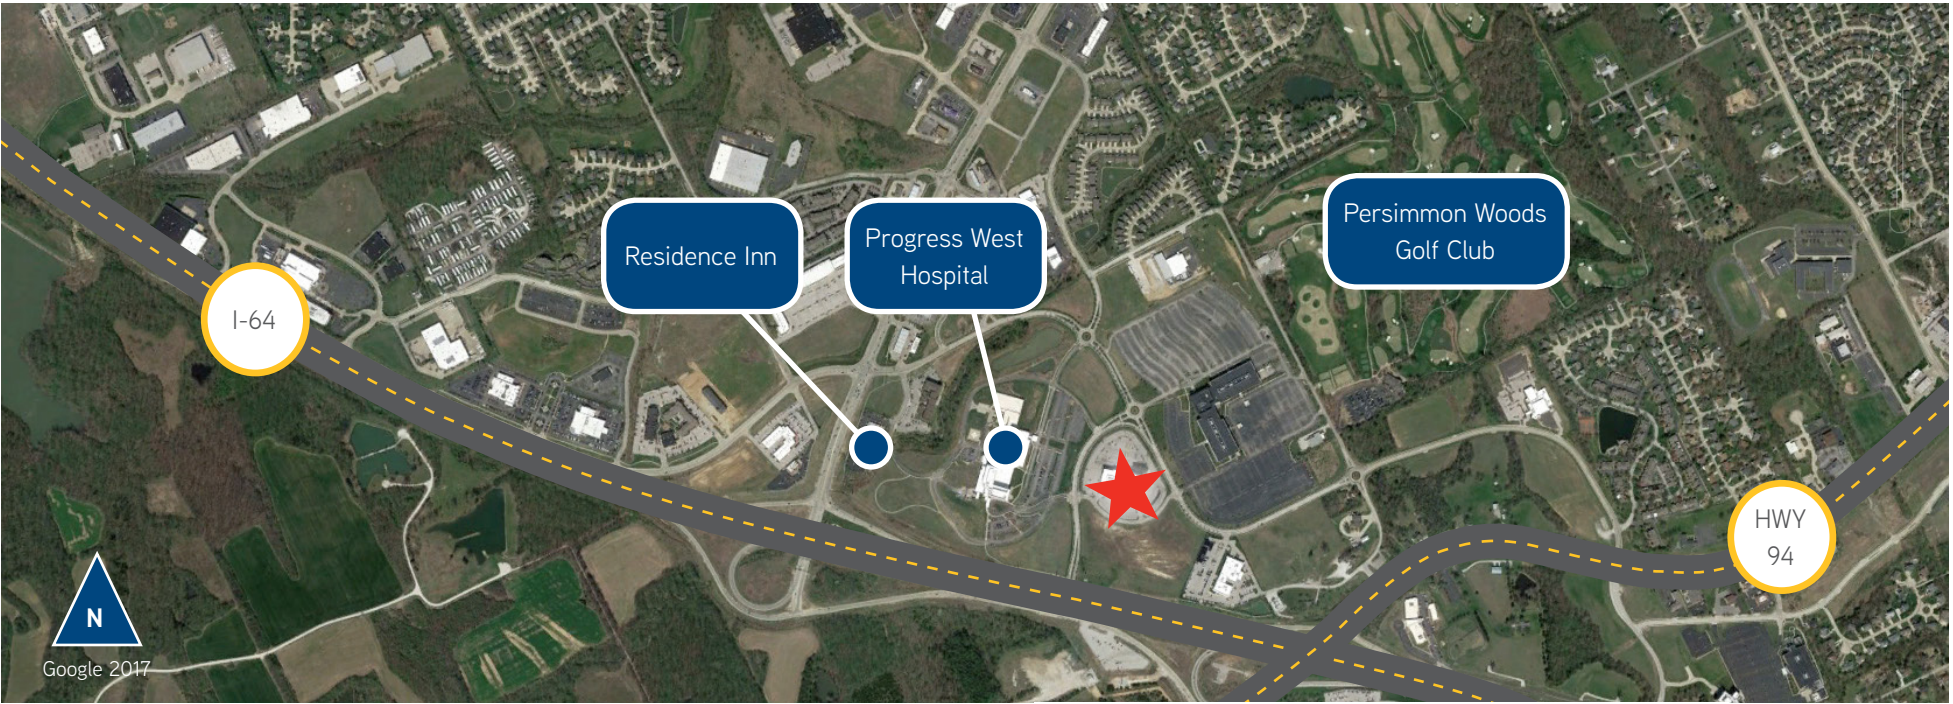 Residence Inn
Progress West
Hospital
Persimmon Woods
Golf Club
I-64
HWY
94
N
Google 2017